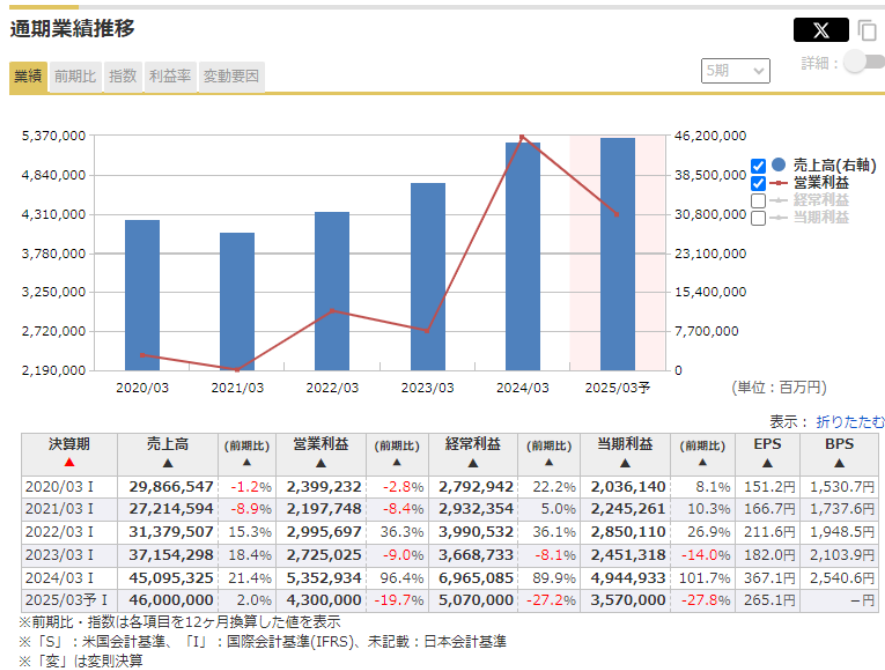 通期業績推移
X
業績 前期比 指数 利益率 変動要因
5期
詳細：
5,370,000
4,840,000
4,310,000
3,780,000
3,250,000
2,720,000
2,190,000
46,200,000
38,500,000
30,800,000
23,100,000
15,400,000
7,700,000
0
売上高(右軸)
営業利益
経常利益
当期利益
2020/03 2021/03 2022/03 2023/03 2024/03 2025/03予
(単位：百万円)
表示： 折りたたむ
決算期 売上高 (前期比) 営業利益 (前期比) 経常利益 (前期比) 当期利益 (前期比) EPS BPS
▲ ▲ ▲ ▲ ▲ ▲ ▲ ▲ ▲ ▲ ▲
2020/03 I 29,866,547 -1.2% 2,399,232 -2.8% 2,792,942 22.2% 2,036,140 8.1% 151.2円 1,530.7円
2021/03 I 27,214,594 -8.9% 2,197,748 -8.4% 2,932,354 5.0% 2,245,261 10.3% 166.7円 1,737.6円
2022/03 I 31,379,507 15.3% 2,995,697 36.3% 3,990,532 36.1% 2,850,110 26.9% 211.6円 1,948.5円
2023/03 I 37,154,298 18.4% 2,725,025 -9.0% 3,668,733 -8.1% 2,451,318 -14.0% 182.0円 2,103.9円
2024/03 I 45,095,325 21.4% 5,352,934 96.4% 6,965,085 89.9% 4,944,933 101.7% 367.1円 2,540.6円
2025/03予 I 46,000,000 2.0% 4,300,000 -19.7% 5,070,000 -27.2% 3,570,000 -27.8% 265.1円 －円
※前期比・指数は各項目を12ヶ月換算した値を表示
※「S」：米国会計基準、「I」：国際会計基準(IFRS)、未記載：日本会計基準
※「変」は変則決算